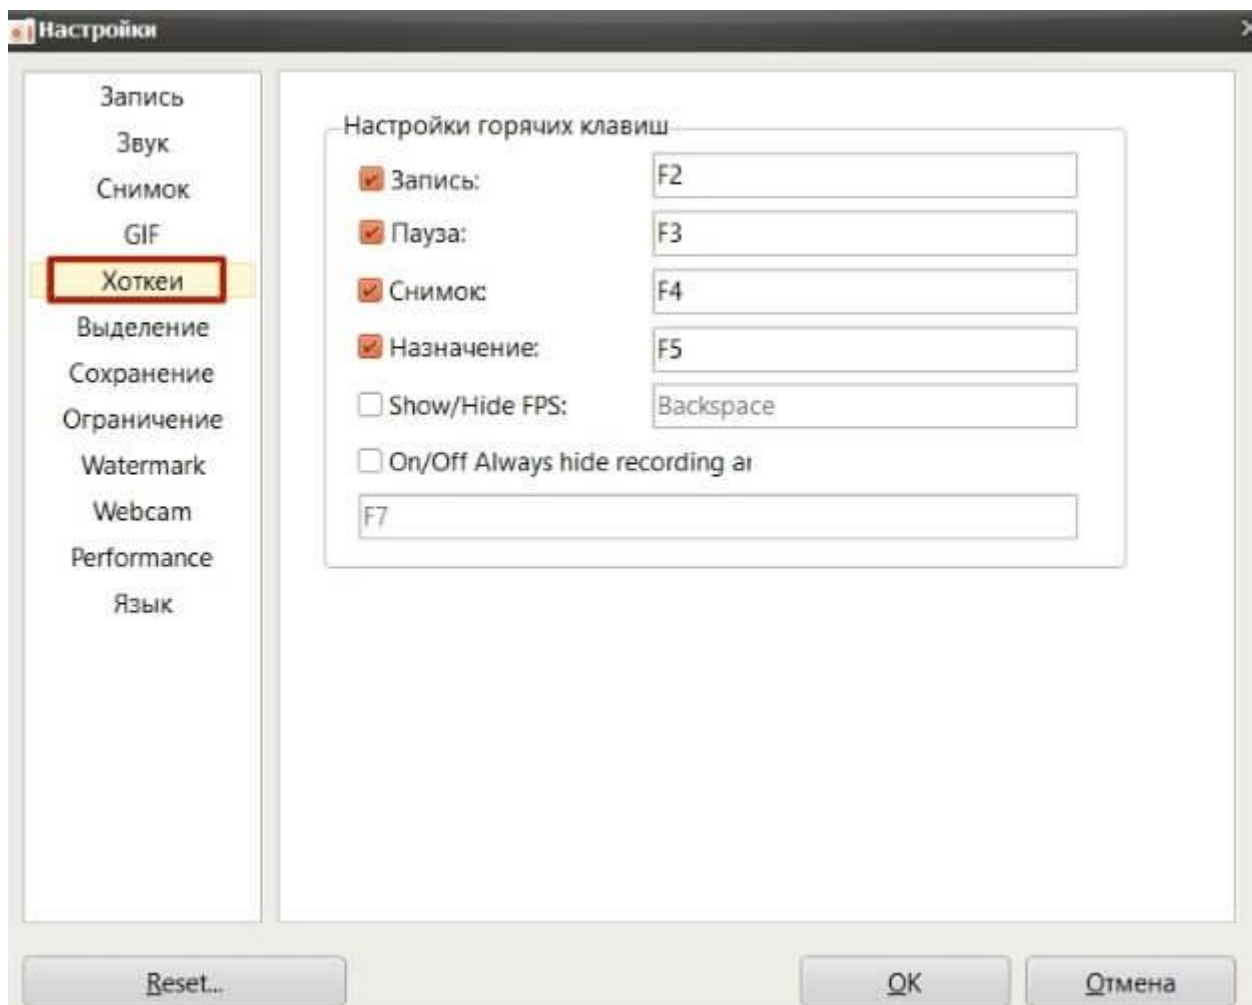 Настройки
Запись
Звук
Снимок
GIF
Хоткеи
Выделение
Сохранение
Ограничение
Watermark
Webcam
Performance
Язык
Настройки горячих клавиш
Запись: F2
Пауза: F3
Снимок: F4
Назначение: F5
Show/Hide FPS: Backspace
On/Off Always hide recording ar
F7
Reset... OK Отмена